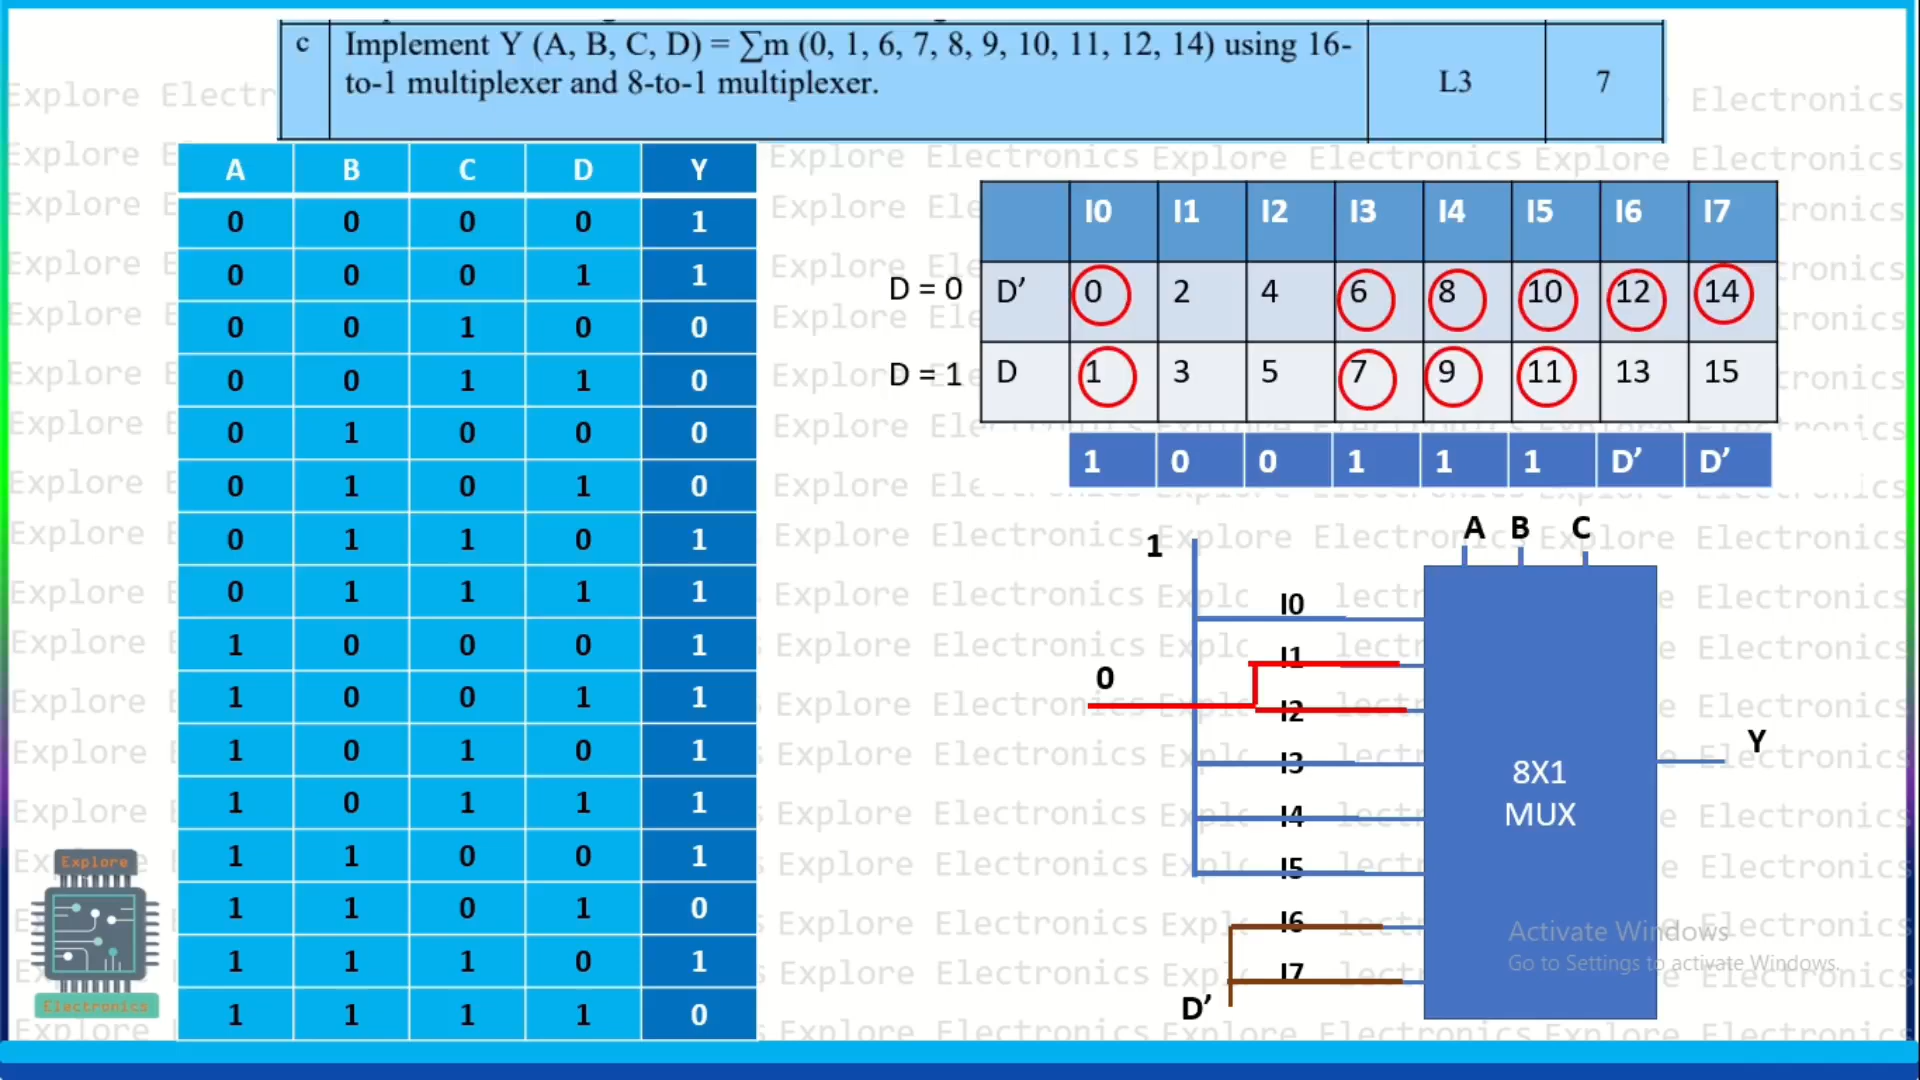 c
Implement Y (A, B, C, D) = ∑m (0, 1, 6, 7, 8, 9, 10, 11, 12, 14) using 16-
to-1 multiplexer and 8-to-1 multiplexer.
L3
7
A B C D Y
0 0 0 0 1
0 0 0 1 1
0 0 1 0 0
0 0 1 1 0
0 1 0 0 0
0 1 0 1 0
0 1 1 0 1
0 1 1 1 1
1 0 0 0 1
1 0 0 1 1
1 0 1 0 1
1 0 1 1 1
1 1 0 0 1
1 1 0 1 0
1 1 1 0 1
1 1 1 1 0
I0 I1 I2 I3 I4 I5 I6 I7
D = 0 D’ 0 2 4 6 8 10 12 14
D = 1 D 1 3 5 7 9 11 13 15
1 0 0 1 1 1 D’ D’
A B C
1
I0
I1
0
I2
I3
I4
I5
I6
I7
D’
8X1
MUX
Y
Explore
Electronics
Activate Windows
Go to Settings to activate Windows.
Explore Electronics Explore Electronics Explore Electronics